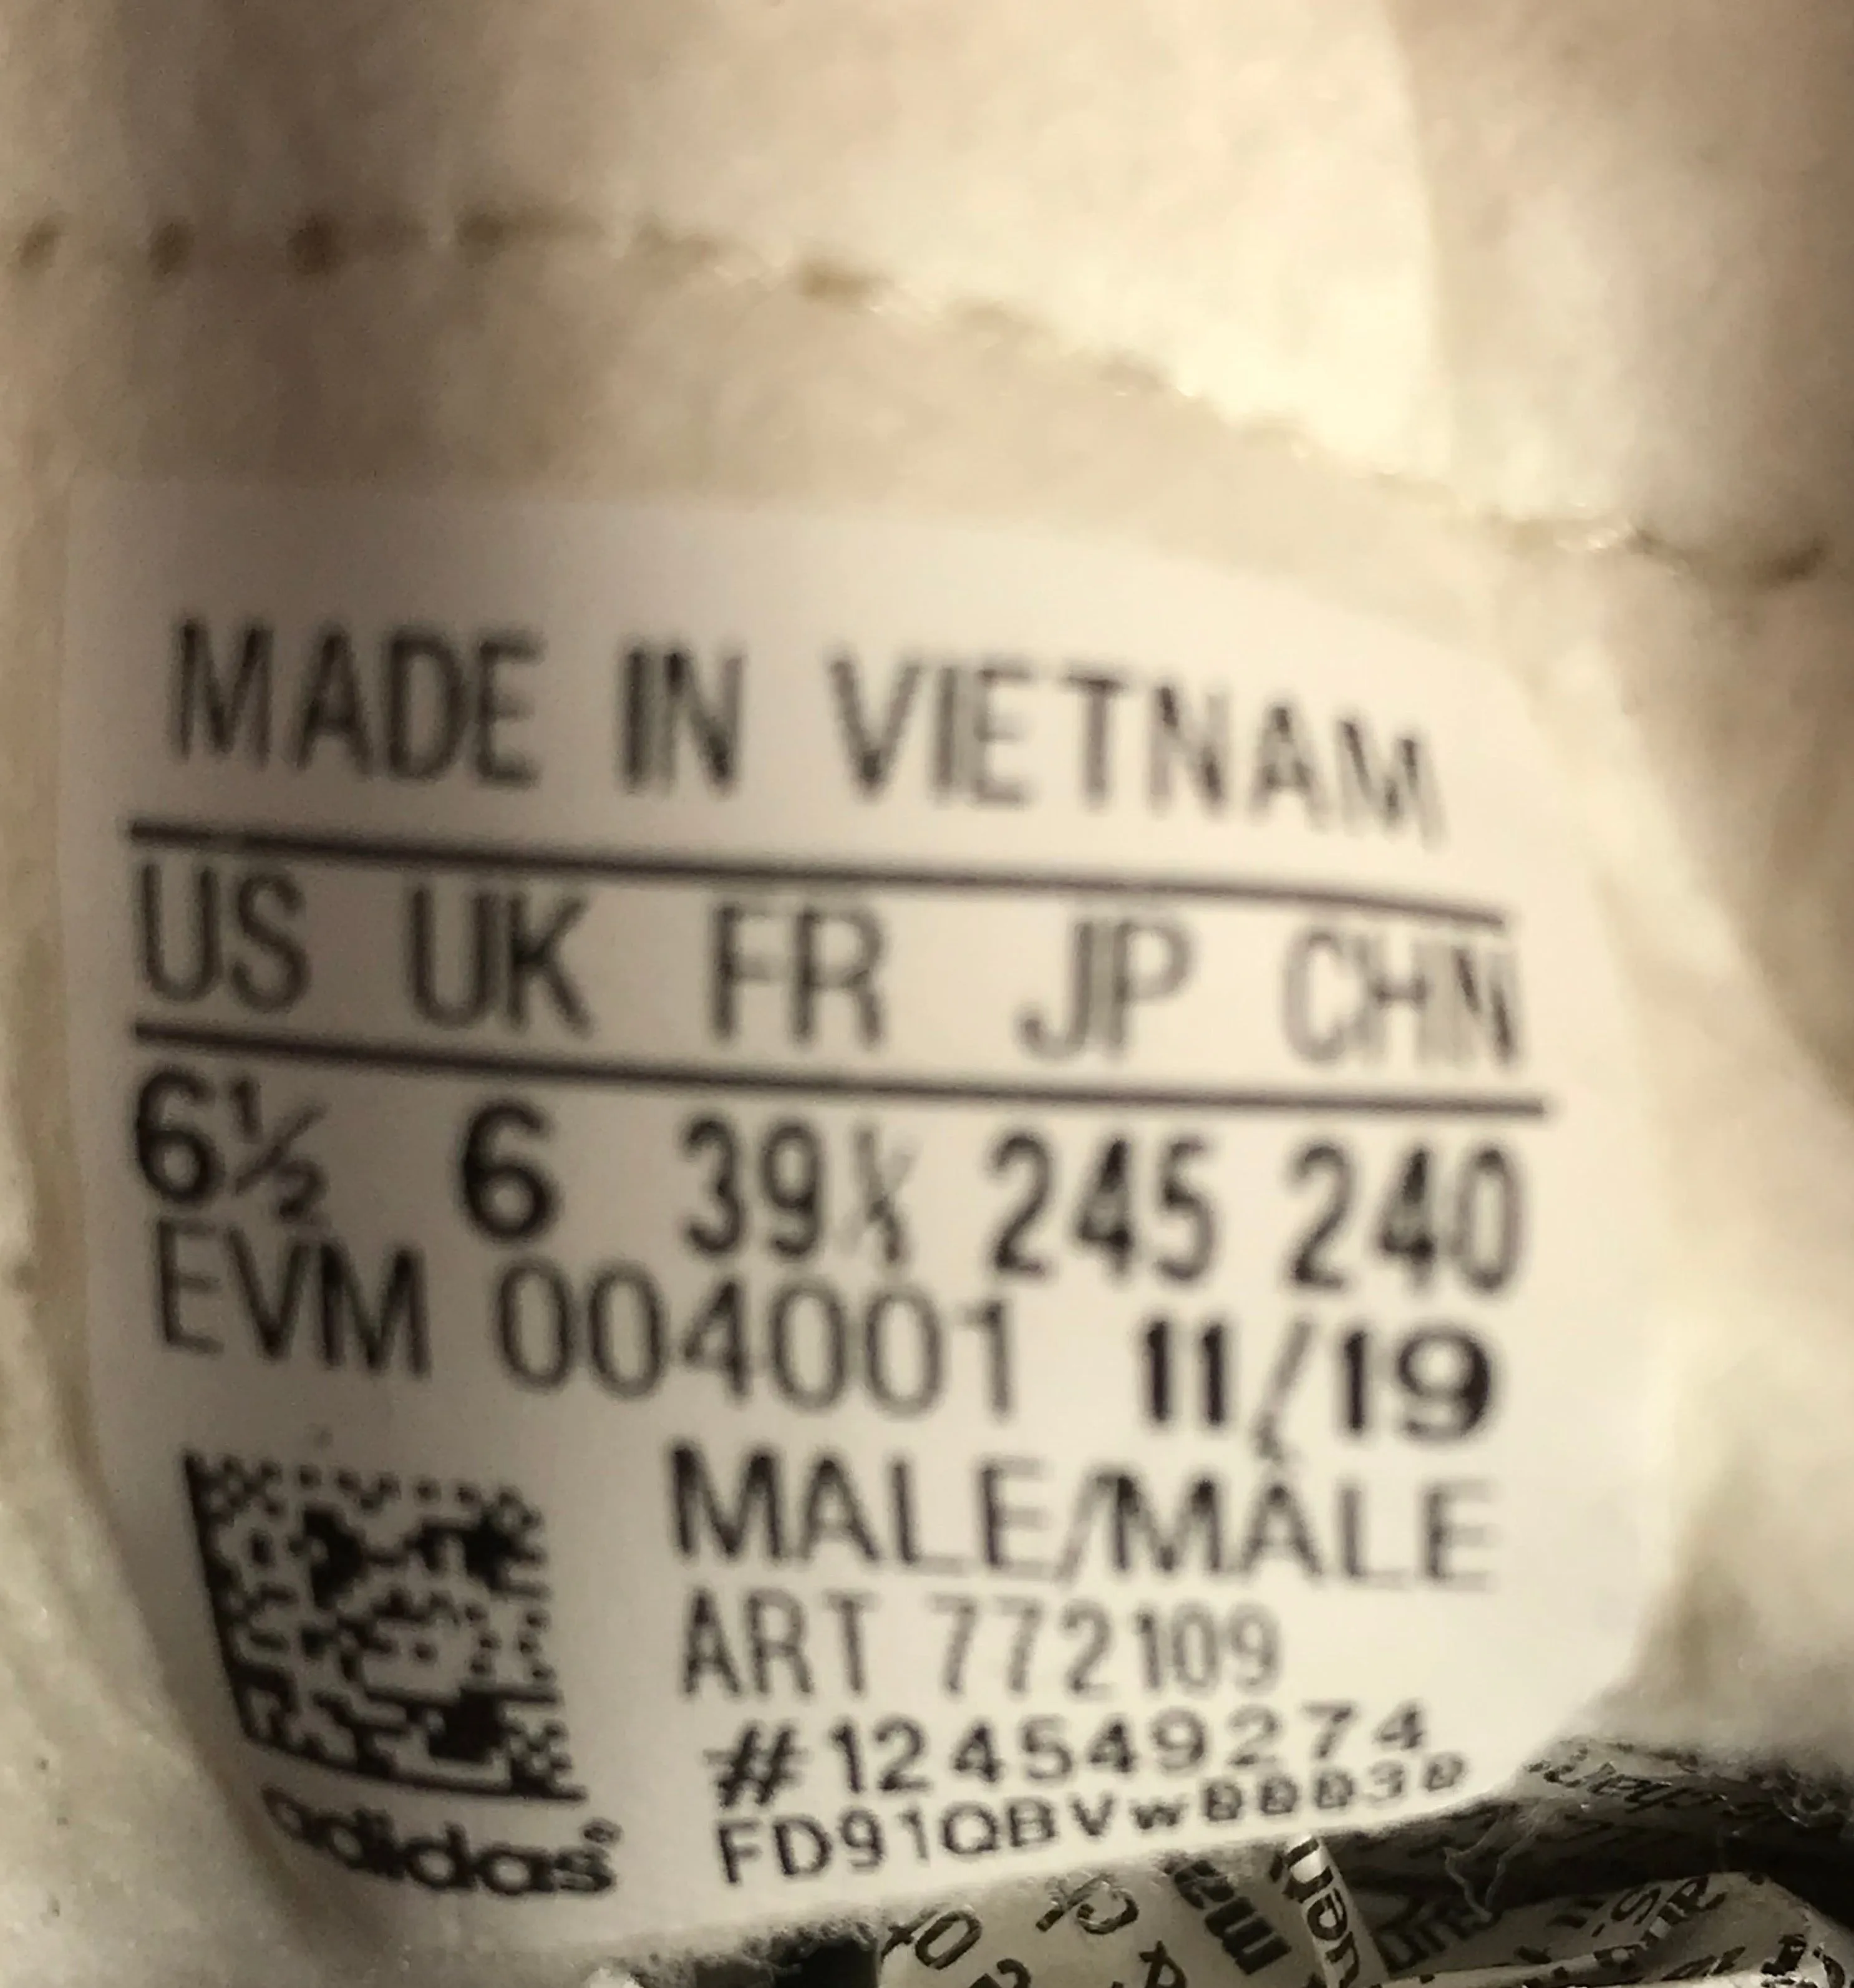 MADE IN VIETNAM
US UK FR JP CHN
6½ 6 39⅓ 245 240
EVM 004001 11/19
MALE/MÂLE
ART 772109
#124549274
FD91QBVw00030
adidas®